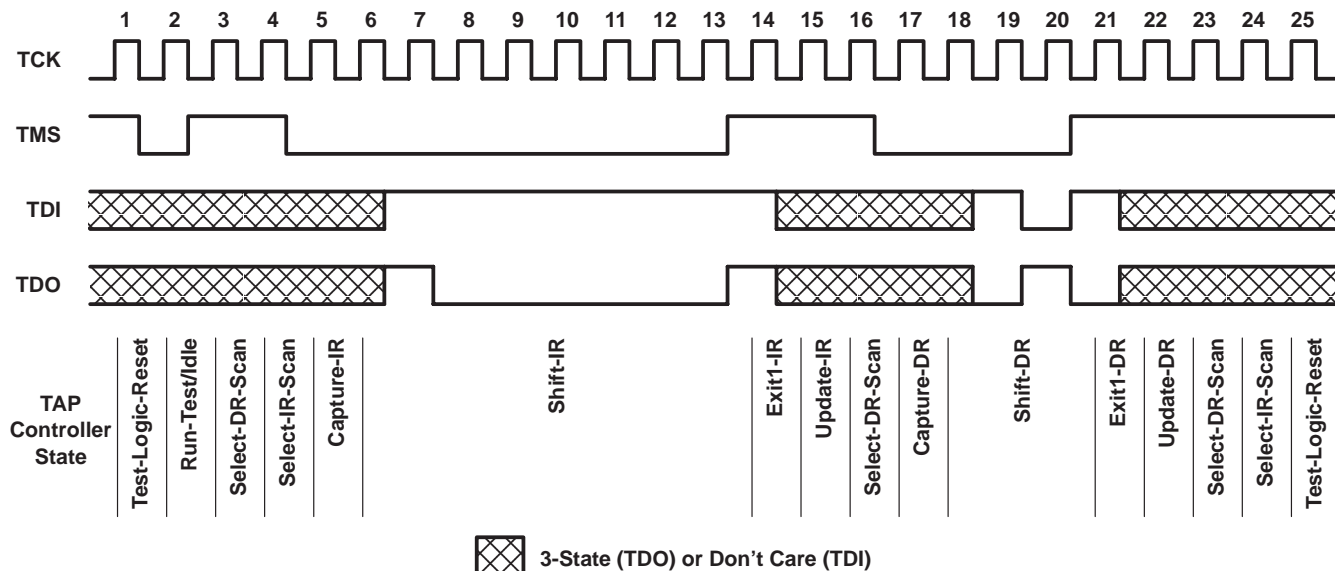 1 2 3 4 5 6 7 8 9 10 11 12 13 14 15 16 17 18 19 20 21 22 23 24 25
TCK
TMS
TDI
TDO
TAP
Controller
State
Test-Logic-Reset
Run-Test/Idle
Select-DR-Scan
Select-IR-Scan
Capture-IR
Shift-IR
Exit1-IR
Update-IR
Select-DR-Scan
Capture-DR
Shift-DR
Exit1-DR
Update-DR
Select-DR-Scan
Select-IR-Scan
Test-Logic-Reset
3-State (TDO) or Don't Care (TDI)